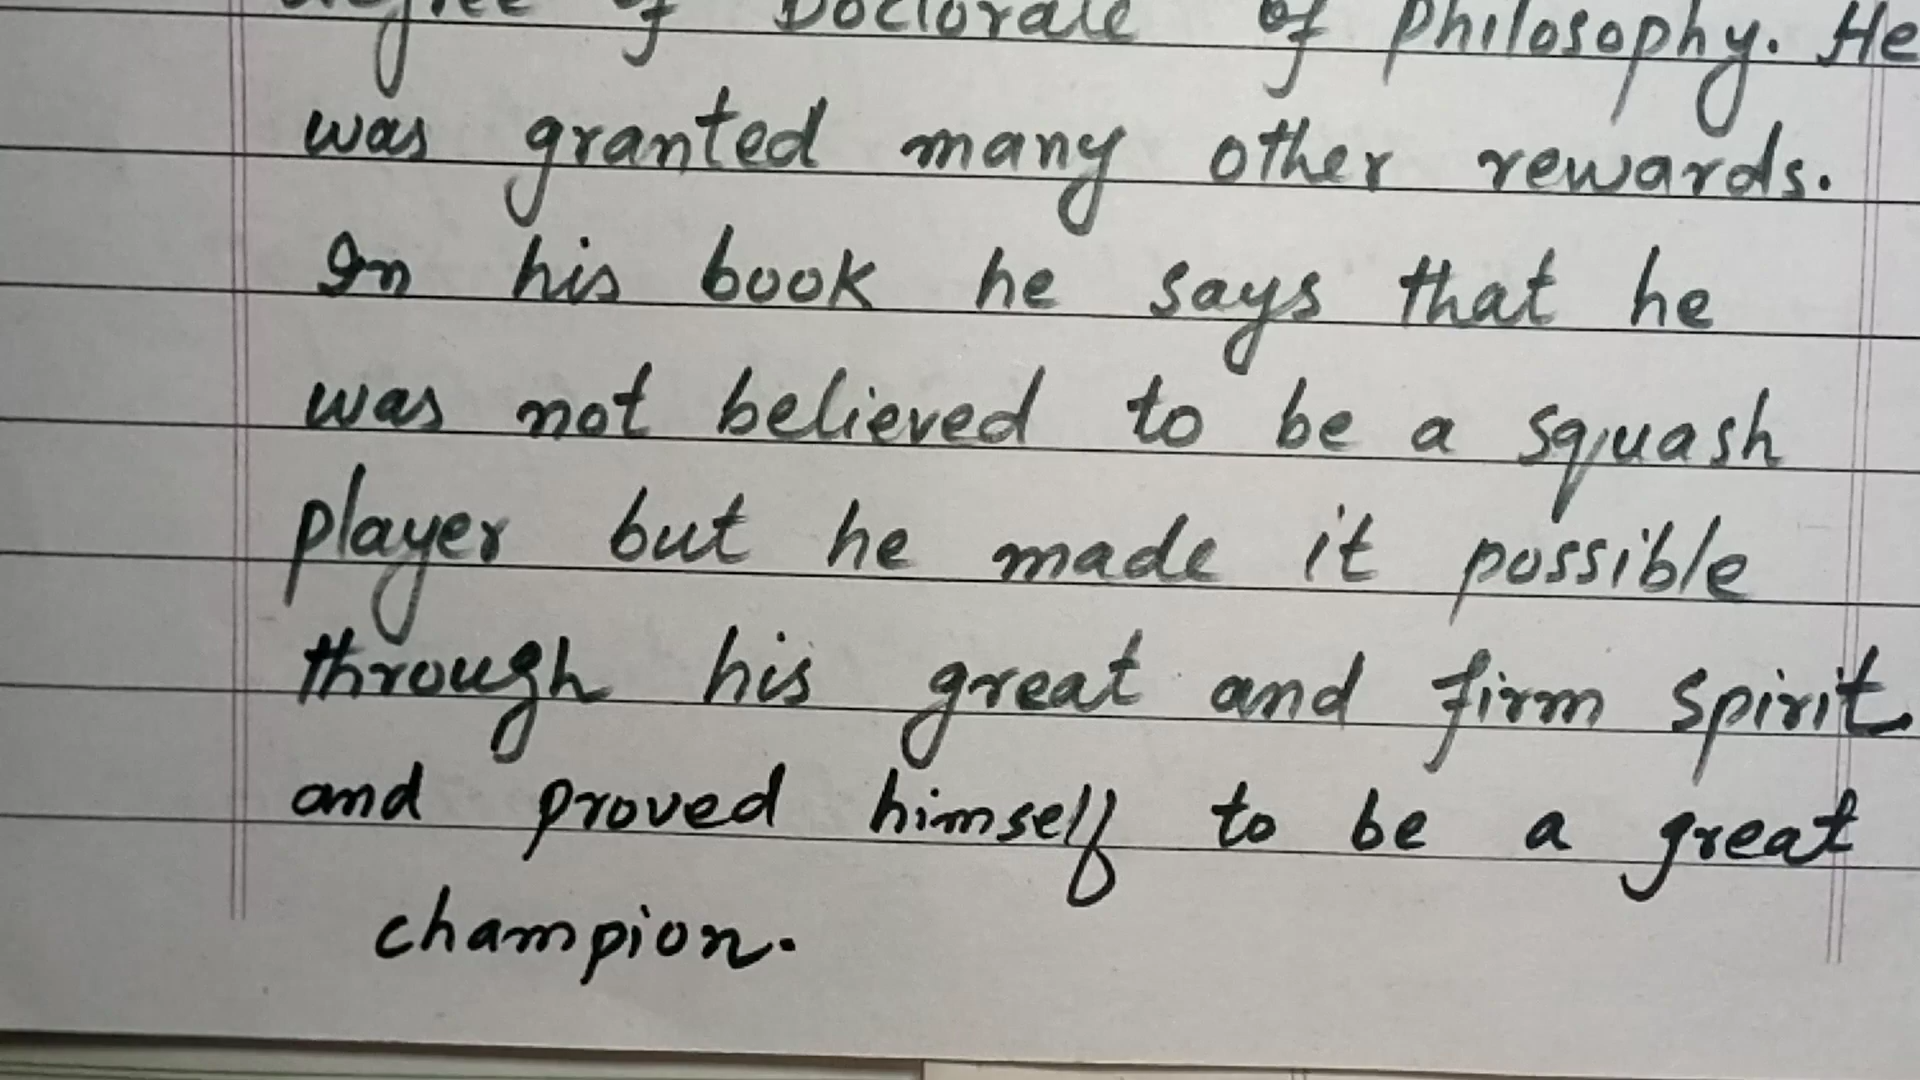 degree of Doctorate of Philosophy. He
was granted many other rewards.
In his book he says that he
was not believed to be a squash
player but he made it possible
through his great and firm spirit
and proved himself to be a great
champion.